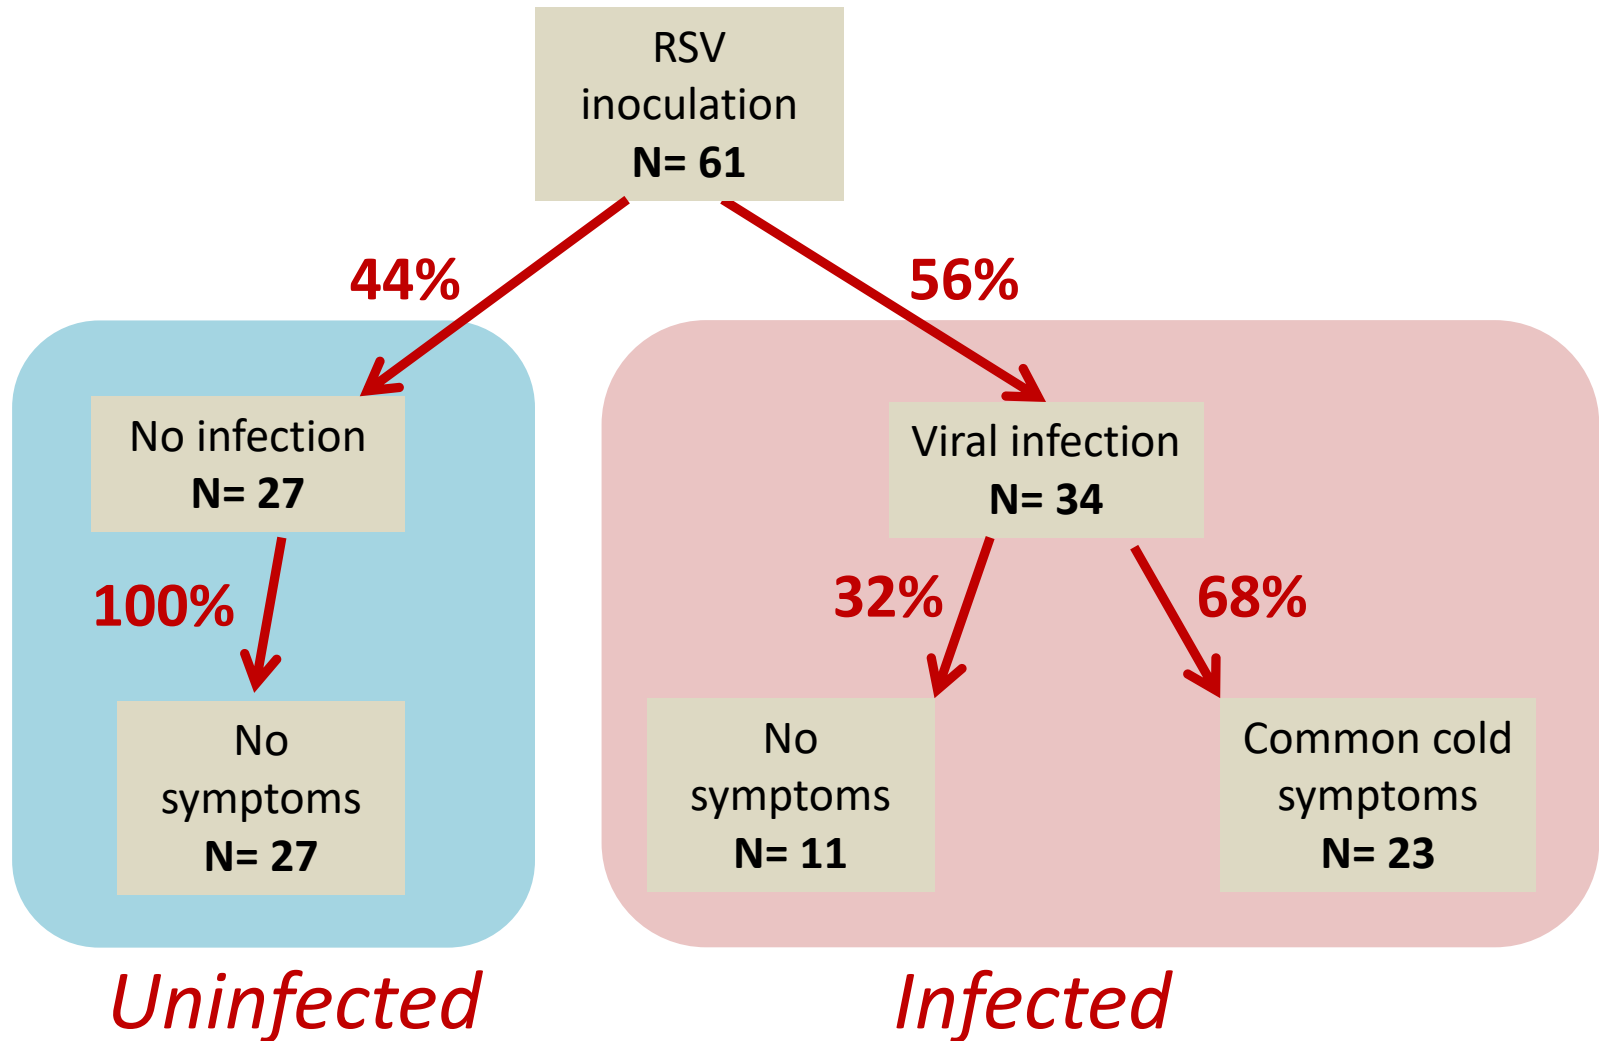 RSV
inoculation
N= 61
44%
56%
No infection
N= 27
Viral infection
N= 34
100%
32%
68%
No
symptoms
N= 27
No
symptoms
N= 11
Common cold
symptoms
N= 23
Uninfected
Infected